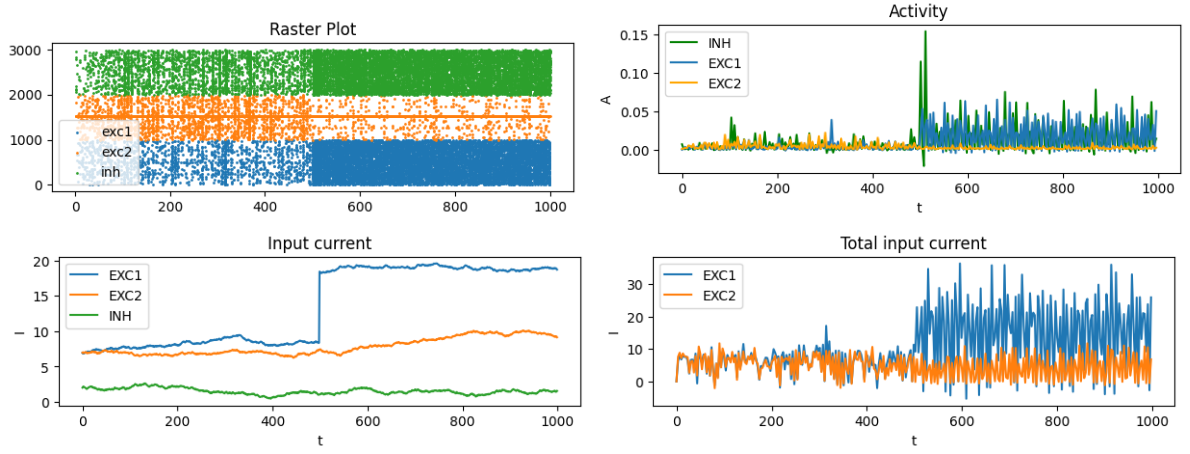 Raster Plot
3000
2000
1000
0
exc1
exc2
inh
0 200 400 600 800 1000
Activity
0.15
0.10
0.05
0.00
A
INH
EXC1
EXC2
0 200 400 600 800 1000
t
Input current
20
15
10
5
0
I
EXC1
EXC2
INH
0 200 400 600 800 1000
t
Total input current
30
20
10
0
I
EXC1
EXC2
0 200 400 600 800 1000
t